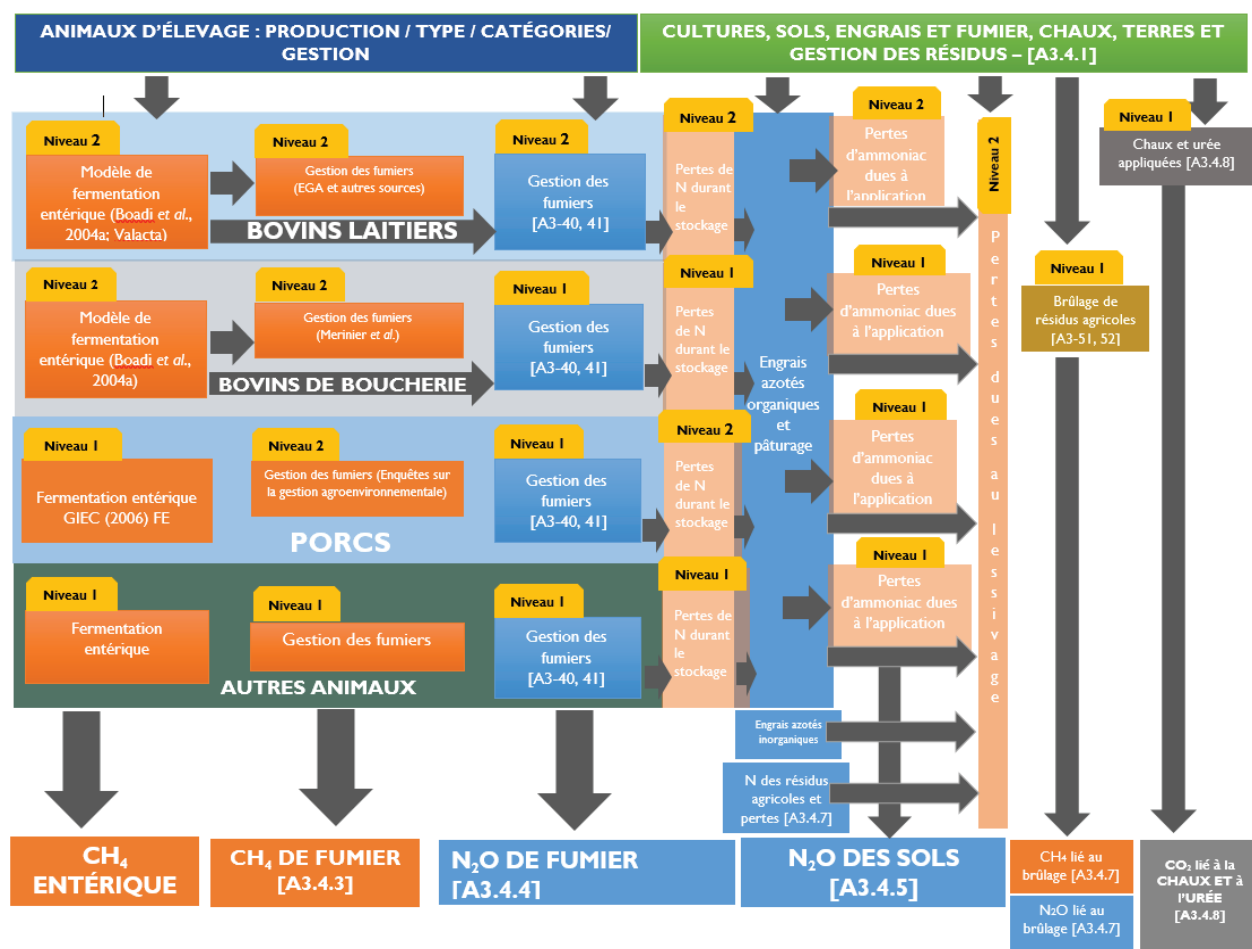 ANIMAUX D'ÉLEVAGE : PRODUCTION / TYPE / CATÉGORIES/
GESTION
CULTURES, SOLS, ENGRAIS ET FUMIER, CHAUX, TERRES ET
GESTION DES RÉSIDUS – [A3.4.1]
Niveau 2
Modèle de
fermentation
entérique (Boadi et al.,
2004a; Valacta)
Niveau 2
Gestion des fumiers
(EGA et autres sources)
BOVINS LAITIERS
Niveau 2
Gestion des
fumiers
[A3-40, 41]
Niveau 2
Pertes de
N durant
le
stockage
Niveau 2
Pertes
d'ammoniac
dues à
l'application
Niveau 2
Pertes dues au lessivage
Niveau 1
Chaux et urée
appliquées [A3.4.8]
Niveau 2
Modèle de
fermentation
entérique (Boadi et al.,
2004a)
Niveau 2
Gestion des fumiers
(Merinier et al.)
BOVINS DE BOUCHERIE
Niveau 1
Gestion des
fumiers
[A3-40, 41]
Niveau 1
Pertes
de N
durant le
stockage
Engrais
azotés
organiques
et
pâturage
Niveau 1
Pertes
d'ammoniac dues
à l'application
Niveau 1
Brûlage de
résidus agricoles
[A3-51, 52]
Niveau 1
Fermentation entérique
GIEC (2006) FE
Niveau 2
Gestion des fumiers (Enquêtes sur
la gestion agroenvironnementale)
PORCS
Niveau 1
Gestion des
fumiers
[A3-40, 41]
Niveau 2
Pertes
de N
durant le
stockage
Niveau 1
Pertes
d'ammoniac
dues à
l'application
Niveau 1
Fermentation
entérique
Niveau 1
Gestion des fumiers
AUTRES ANIMAUX
Niveau 1
Gestion des
fumiers
[A3-40, 41]
Niveau 1
Pertes de
N durant
le
stockage
Niveau 1
Pertes
d'ammoniac dues
à l'application
Engrais azotés
inorganiques
N des résidus
agricoles et
pertes [A3.4.7]
CH₄
ENTÉRIQUE
CH₄ DE FUMIER
[A3.4.3]
N₂O DE FUMIER
[A3.4.4]
N₂O DES SOLS
[A3.4.5]
CH₄ lié au
brûlage [A3.4.7]
N₂O lié au
brûlage [A3.4.7]
CO₂ lié à la
CHAUX ET à
l'URÉE
[A3.4.8]